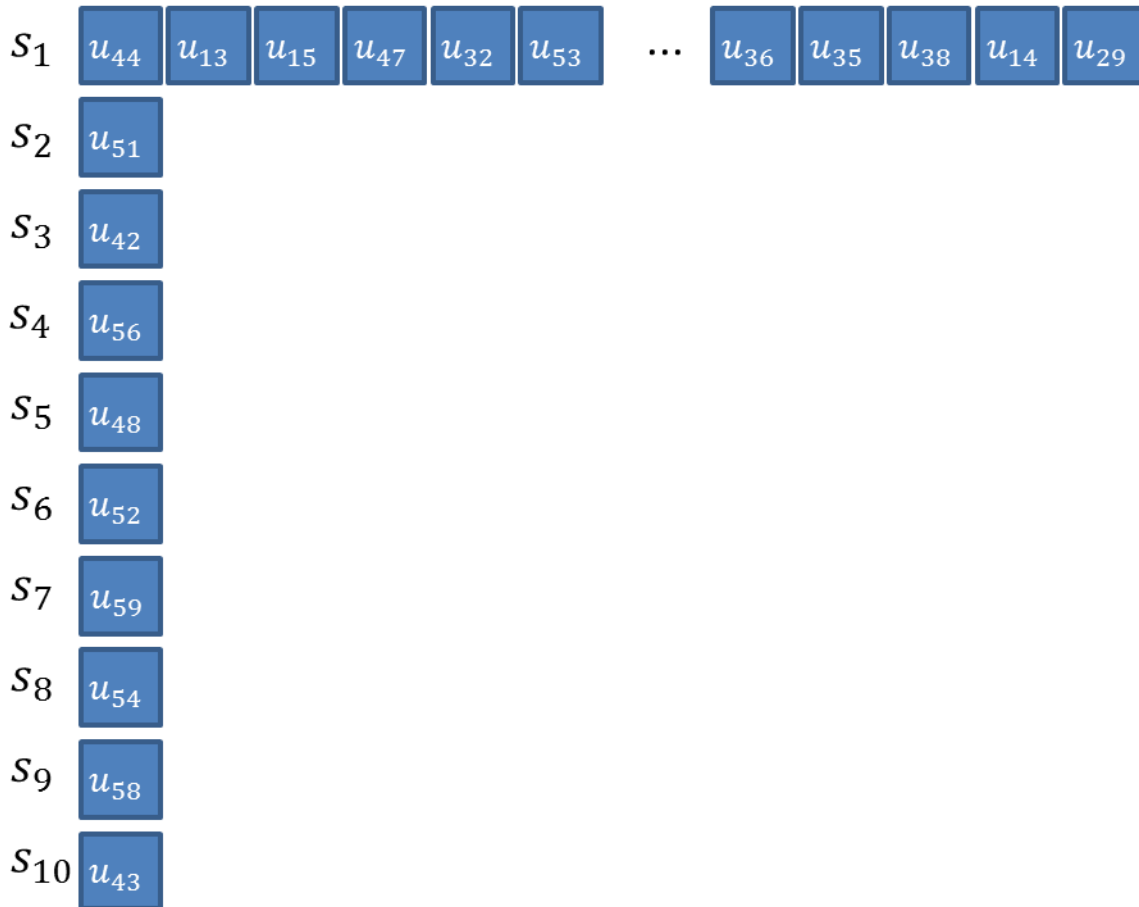 S₁ u₄₄ u₁₃ u₁₅ u₄₇ u₃₂ u₅₃ ... u₃₆ u₃₅ u₃₈ u₁₄ u₂₉
S₂ u₅₁
S₃ u₄₂
S₄ u₅₆
S₅ u₄₈
S₆ u₅₂
S₇ u₅₉
S₈ u₅₄
S₉ u₅₈
S₁₀ u₄₃